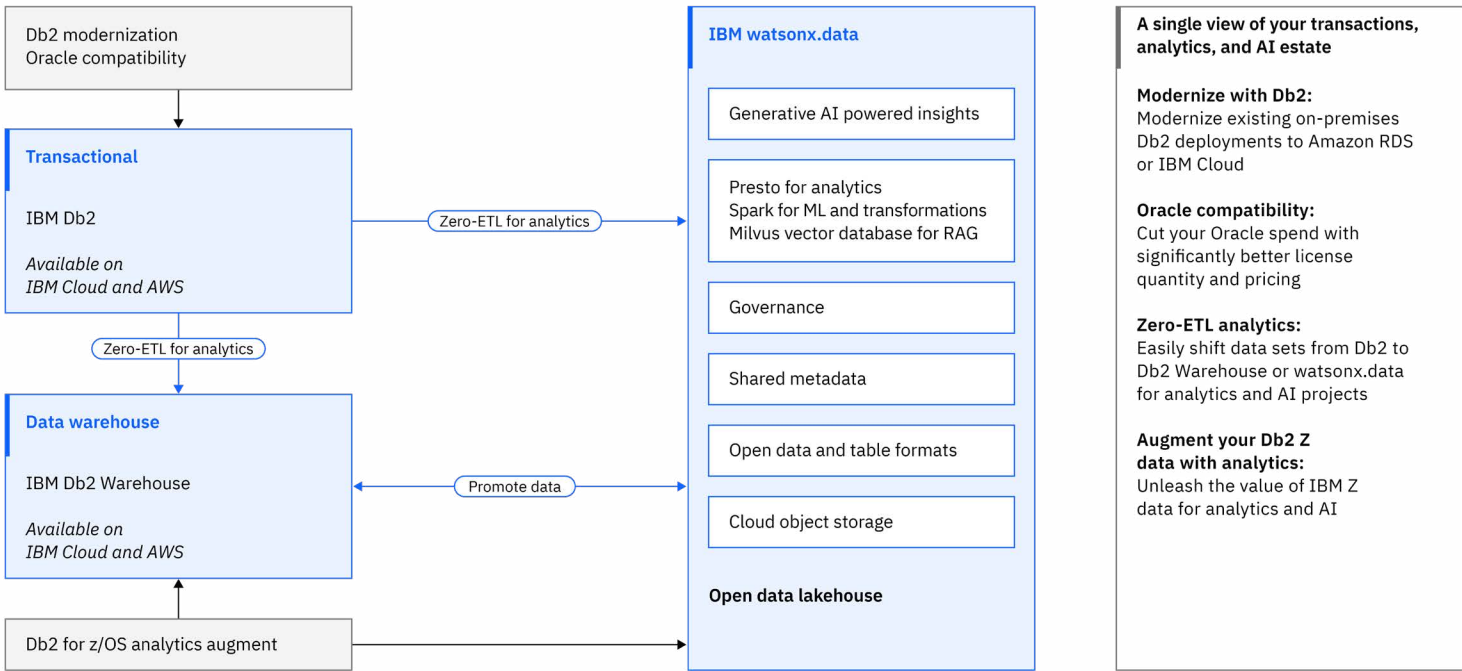 Db2 modernization
Oracle compatibility
Transactional
IBM Db2
Available on
IBM Cloud and AWS
Zero-ETL for analytics
Zero-ETL for analytics
Data warehouse
IBM Db2 Warehouse
Available on
IBM Cloud and AWS
Promote data
Db2 for z/OS analytics augment
IBM watsonx.data
Generative AI powered insights
Presto for analytics
Spark for ML and transformations
Milvus vector database for RAG
Governance
Shared metadata
Open data and table formats
Cloud object storage
Open data lakehouse
A single view of your transactions,
analytics, and AI estate
Modernize with Db2:
Modernize existing on-premises
Db2 deployments to Amazon RDS
or IBM Cloud
Oracle compatibility:
Cut your Oracle spend with
significantly better license
quantity and pricing
Zero-ETL analytics:
Easily shift data sets from Db2 to
Db2 Warehouse or watsonx.data
for analytics and AI projects
Augment your Db2 Z
data with analytics:
Unleash the value of IBM Z
data for analytics and AI